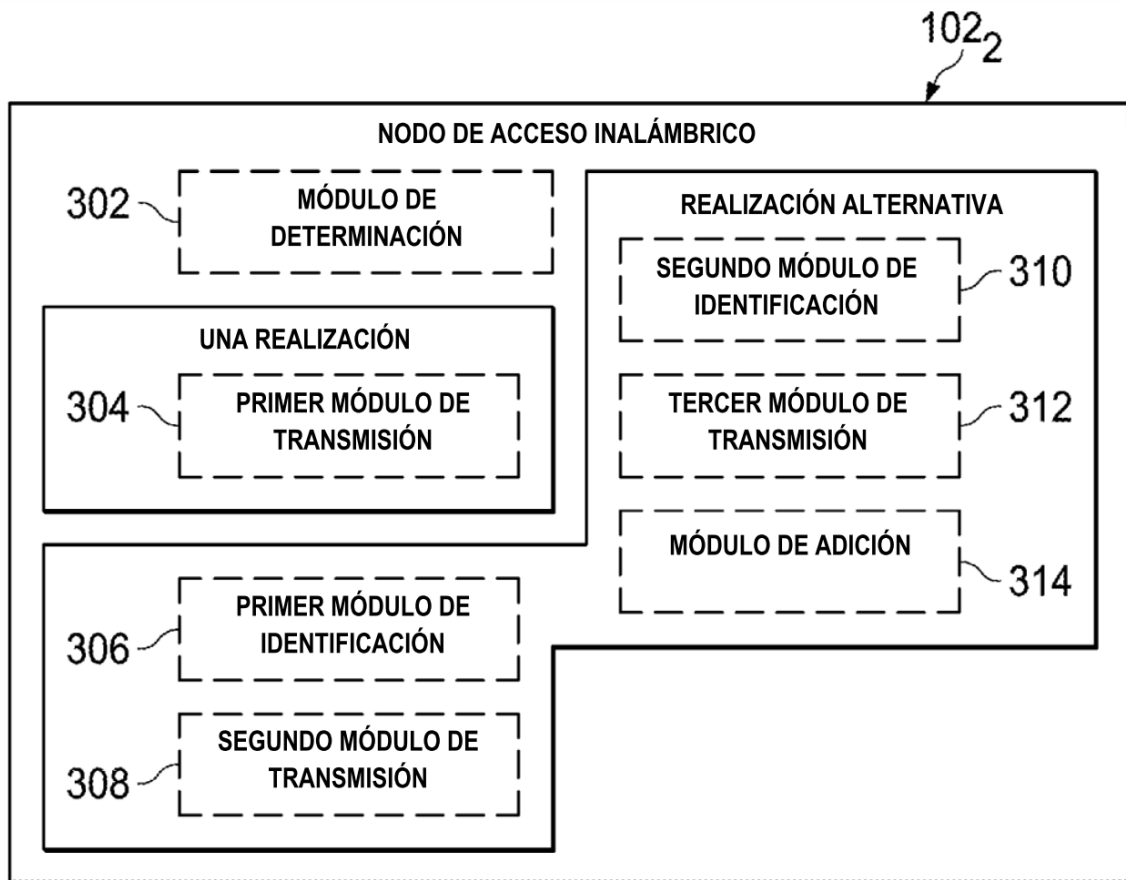 102₂
NODO DE ACCESO INALÁMBRICO
302
MÓDULO DE
DETERMINACIÓN
UNA REALIZACIÓN
304
PRIMER MÓDULO DE
TRANSMISIÓN
REALIZACIÓN ALTERNATIVA
SEGUNDO MÓDULO DE
IDENTIFICACIÓN
310
TERCER MÓDULO DE
TRANSMISIÓN
312
MÓDULO DE ADICIÓN
314
306
PRIMER MÓDULO DE
IDENTIFICACIÓN
308
SEGUNDO MÓDULO DE
TRANSMISIÓN